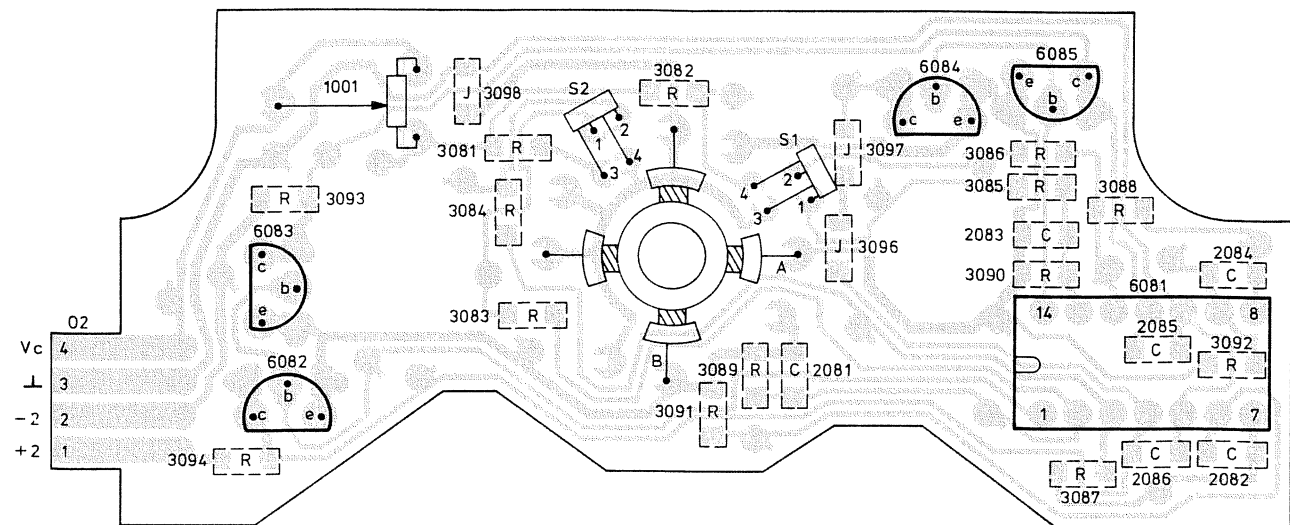 6085
6084
3082
S2
R
e c
b
1001
J 3098
2
1
4
3
b
c e
S1
J 3097
3081 R
3086 R
4
2
3
1
3085 R
3088
R
R 3093
3084 R
6083
c
b
e
2083 C
2084
C
J 3096
A
3090 R
6081
3083 R
14
8
02
Vc 4
⊥ 3
-2 2
+2 1
2085
C
3092
R
B
6082
b
c e
3089 R
C 2081
3091 R
1
7
3094 R
C
2086
C
2082
R
3087